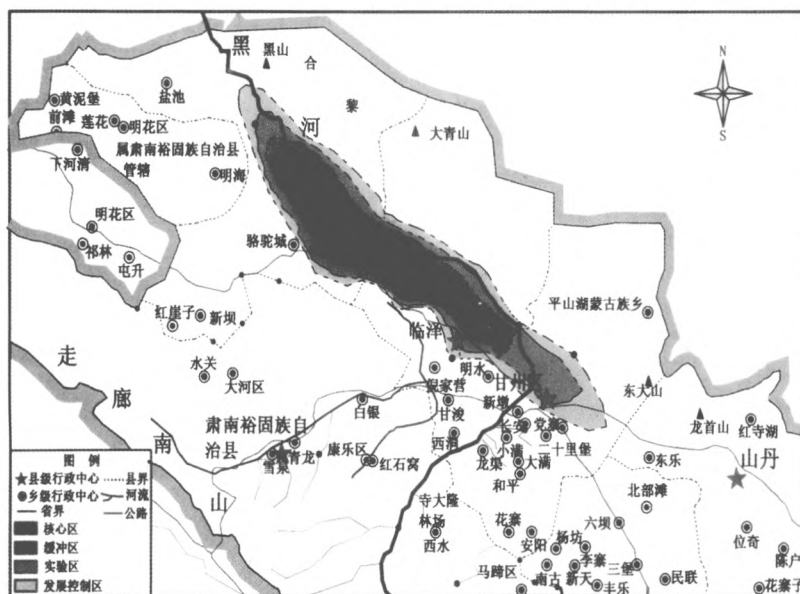 黑
黑山
合
黎
河
大青山
N
S
盐池
黄泥堡
前滩
莲花
明花区
下河清
属肃南裕固族自治县
管辖
明海
明花区
祁林
屯升
骆驼城
红崖子
新坝
水关
大河区
平山湖蒙古族乡
临泽
明水
甘州区
倪家营
新墩
甘浚
白银
东大山
龙首山
红寺湖
长安
党寨
十里堡
小满
龙渠
大满
和平
东乐
山丹
走
廊
南
山
肃南裕固族自
治县
康乐区
青龙
雪泉
红石窝
寺大隆
林场
西水
花寨
安阳
杨坊
六坝
北部滩
位奇
陈户
李寨
三堡
马蹄区
南古
新天
丰乐
民联
花寨子
图 例
县级行政中心
县界
乡级行政中心
河流
省界
公路
核心区
缓冲区
实验区
发展控制区